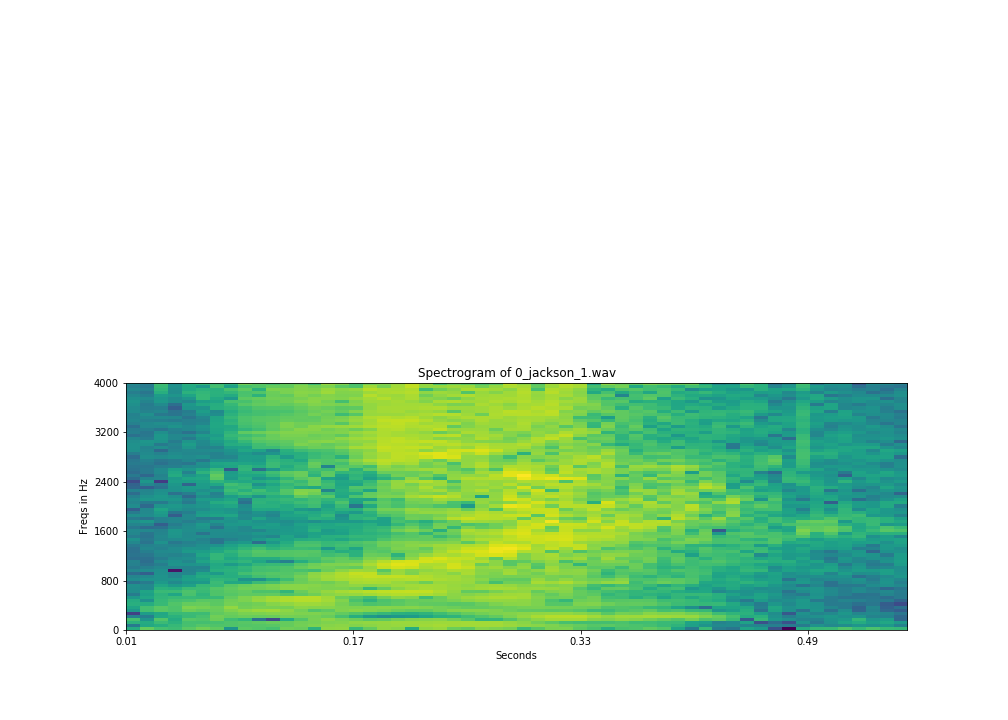 Spectrogram of 0_jackson_1.wav
4000
3200
2400
1600
800
0
Freqs in Hz
0.01 0.17 0.33 0.49
Seconds